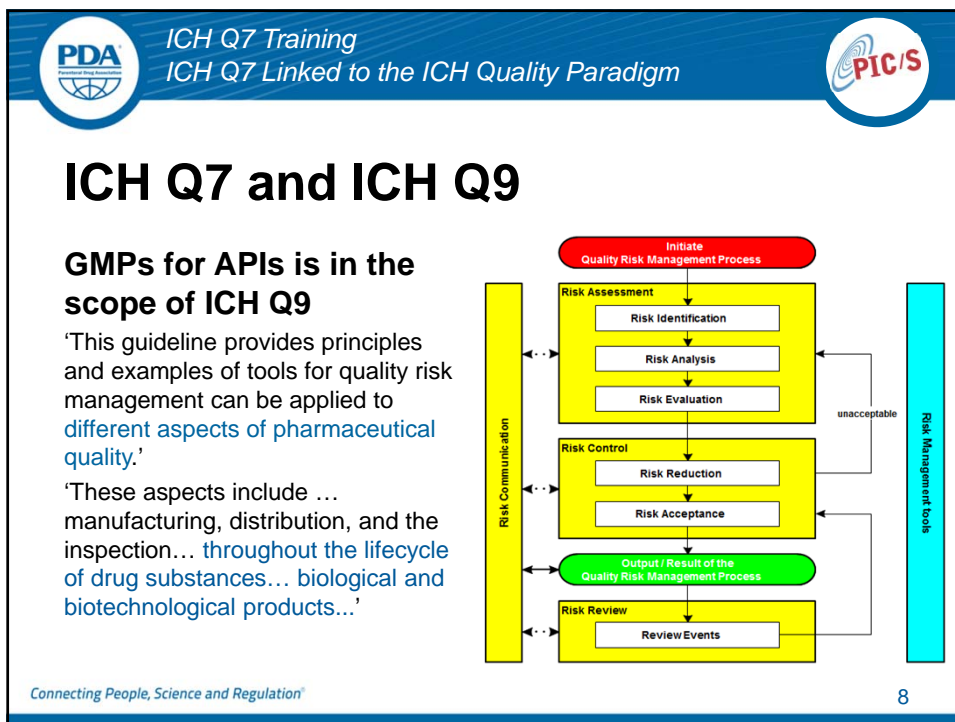 PDA
Parenteral Drug Association
ICH Q7 Training
ICH Q7 Linked to the ICH Quality Paradigm
PIC/S
ICH Q7 and ICH Q9
GMPs for APIs is in the
scope of ICH Q9
‘This guideline provides principles
and examples of tools for quality risk
management can be applied to
different aspects of pharmaceutical
quality.’
‘These aspects include …
manufacturing, distribution, and the
inspection… throughout the lifecycle
of drug substances… biological and
biotechnological products...’
Initiate
Quality Risk Management Process
Risk Communication
Risk Assessment
Risk Identification
Risk Analysis
Risk Evaluation
unacceptable
Risk Control
Risk Reduction
Risk Acceptance
Output / Result of the
Quality Risk Management Process
Risk Review
Review Events
Risk Management tools
Connecting People, Science and Regulation®
8